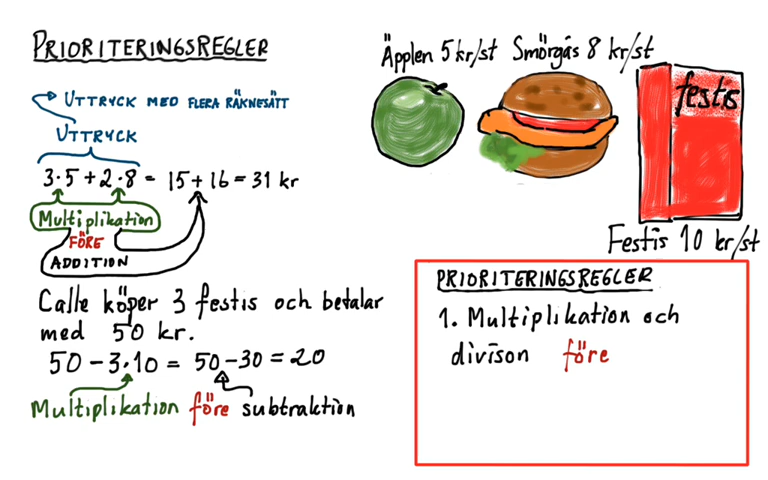 PRIORITERINGSREGLER
UTTRYCK MED FLERA RÄKNESÄTT
UTTRYCK
3·5+2·8 = 15+16=31 kr
Multiplikation
FÖRE
ADDITION
Calle köper 3 festis och betalar
med 50 kr.
50-3·10 = 50-30=20
Multiplikation före subtraktion
Äpplen 5kr/st Smörgås 8 kr/st
festis
Festis 10 kr/st
PRIORITERINGSREGLER
1. Multiplikation och
divison före